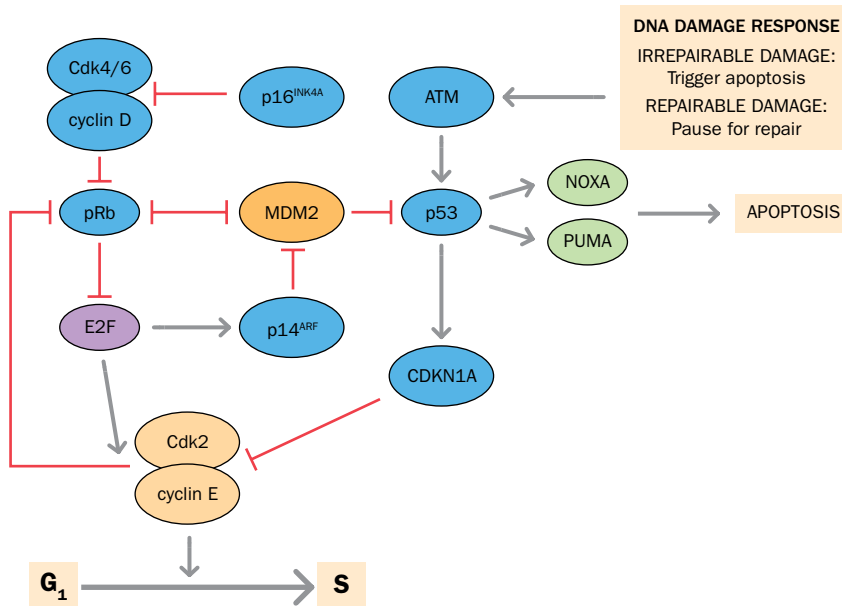 DNA DAMAGE RESPONSE
IRREPAIRABLE DAMAGE:
Trigger apoptosis
REPAIRABLE DAMAGE:
Pause for repair
Cdk4/6
cyclin D
p16INK4A
ATM
pRb
MDM2
p53
NOXA
PUMA
APOPTOSIS
E2F
p14ARF
CDKN1A
Cdk2
cyclin E
G1
S